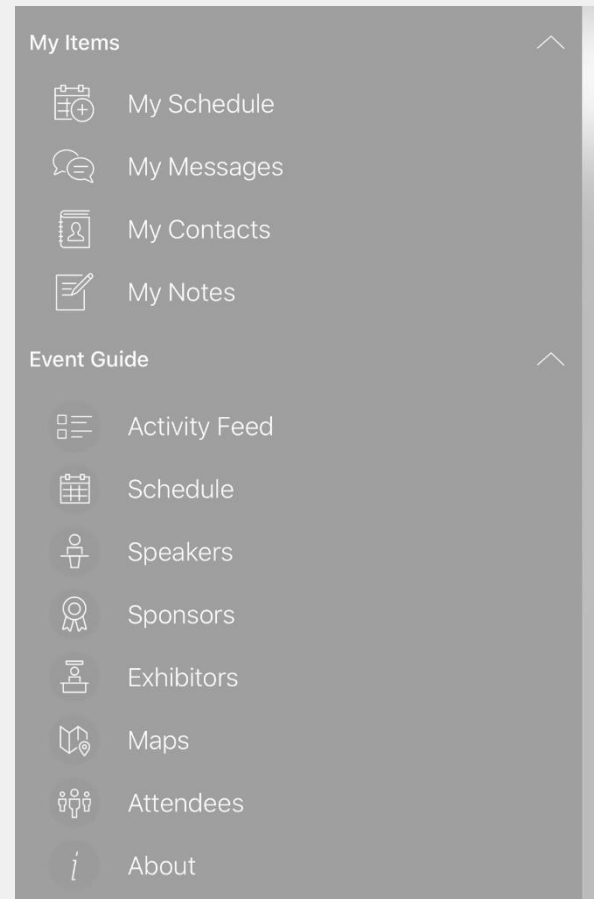 My Items
My Schedule
My Messages
My Contacts
My Notes
Event Guide
Activity Feed
Schedule
Speakers
Sponsors
Exhibitors
Maps
Attendees
About